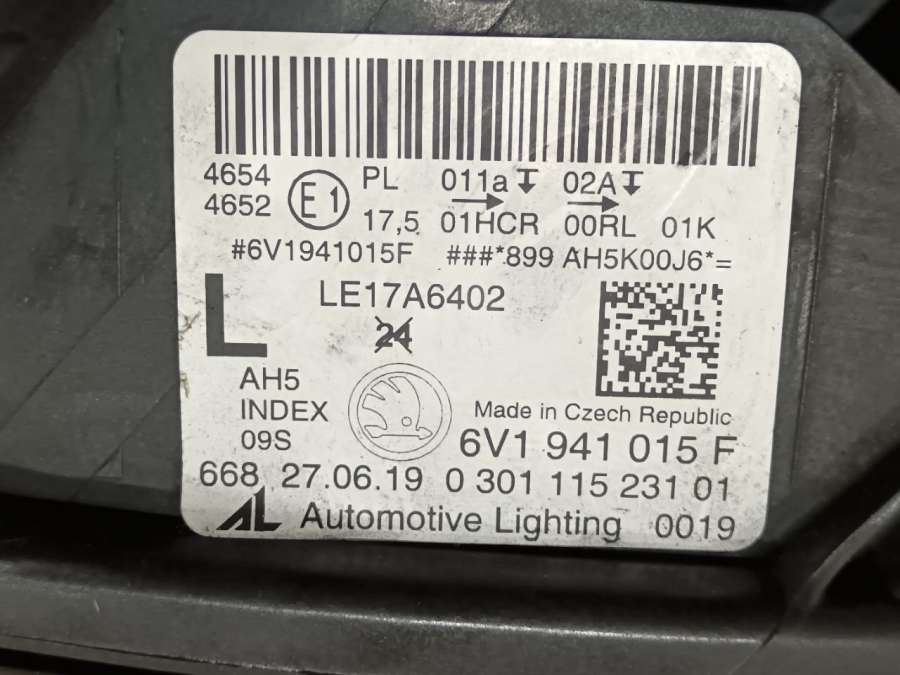 4654 PL 011a 02A
4652 E1 17,5 01HCR 00RL 01K
#6V1941015F ###*899 AH5K00J6*=
L LE17A6402
24
AH5
INDEX Made in Czech Republic
09S 6V1 941 015 F
668 27.06.19 0 301 115 231 01
AL Automotive Lighting 0019